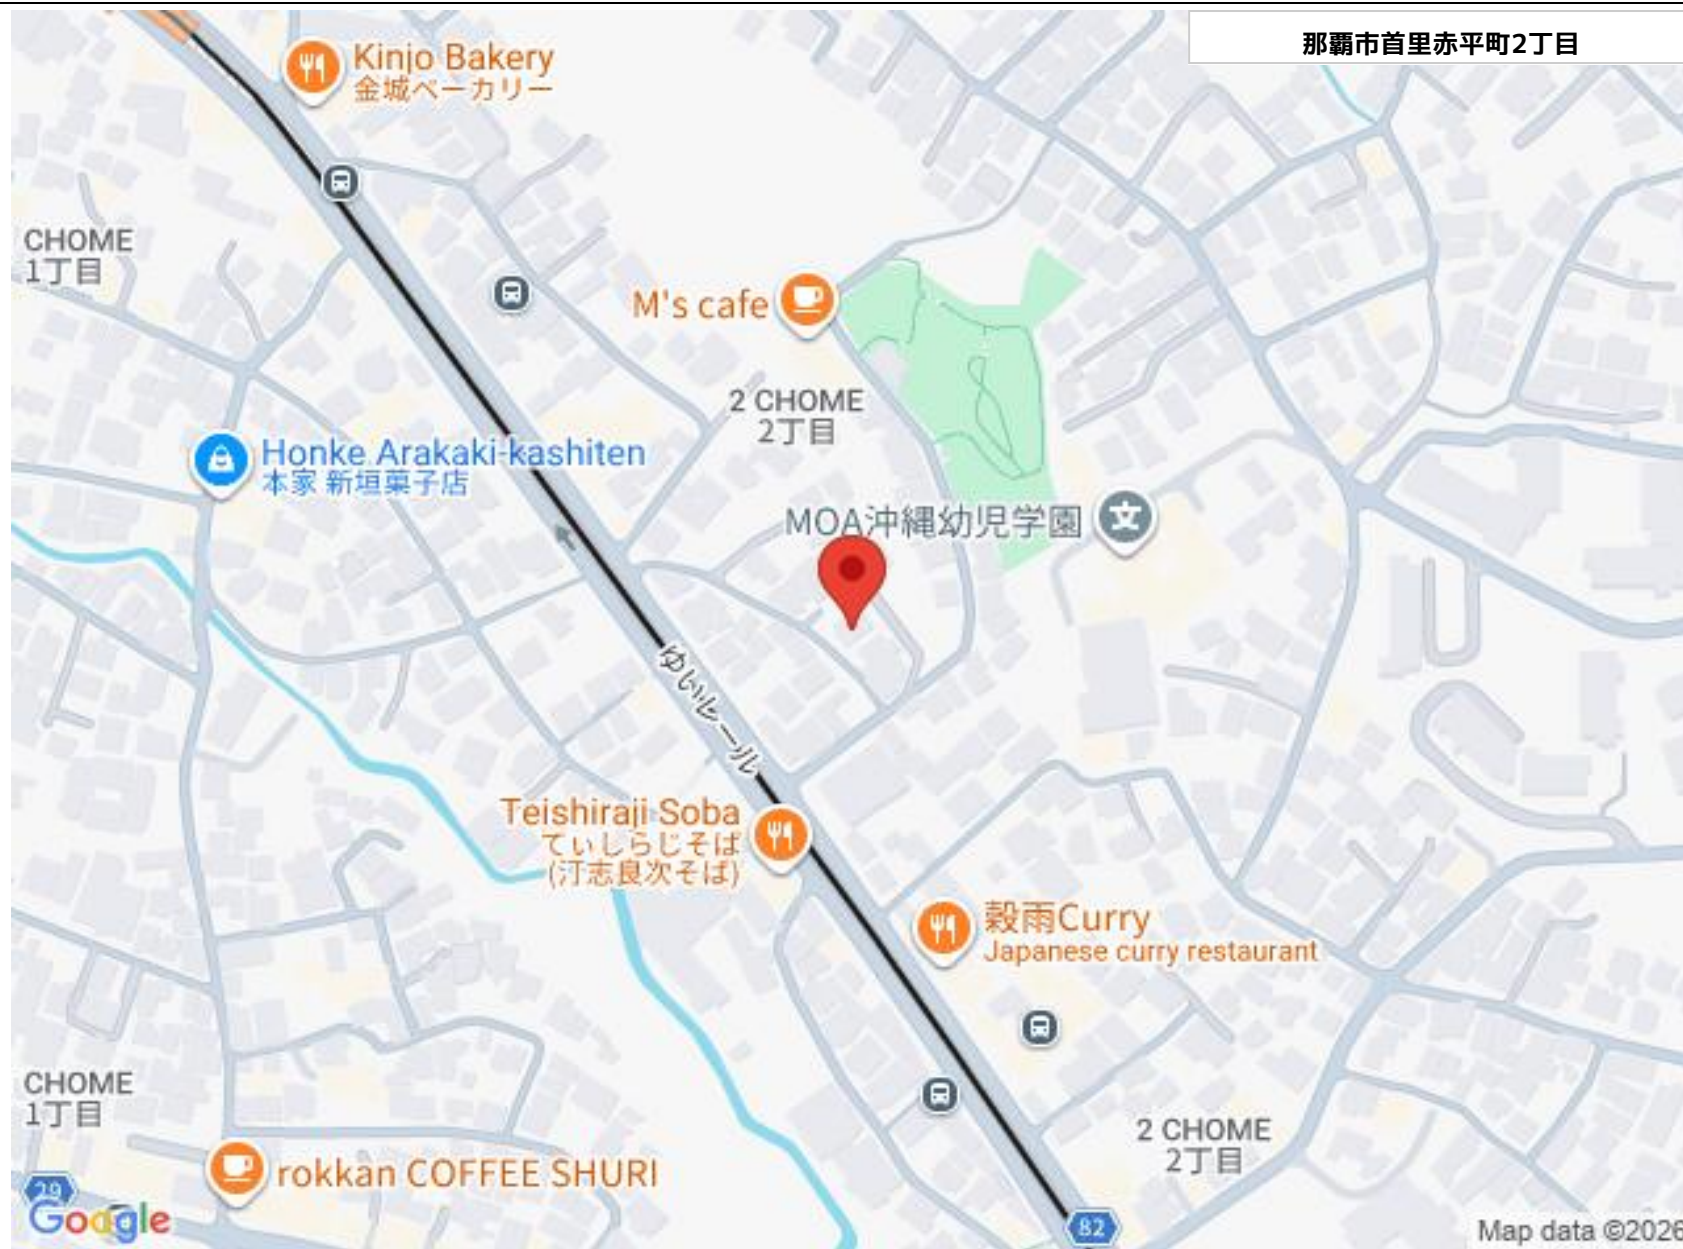 那覇市首里赤平町2丁目
Kinjo Bakery
金城ベーカリー
CHOME
1丁目
M's cafe
2 CHOME
2丁目
Honke Arakaki-kashiten
本家 新垣菓子店
MOA沖縄幼児学園
ゆいレール
Teishiraji Soba
てぃしらじそば
(汀志良次そば)
穀雨Curry
Japanese curry restaurant
CHOME
1丁目
2 CHOME
2丁目
rokkan COFFEE SHURI
29
Google
82
Map data ©2026